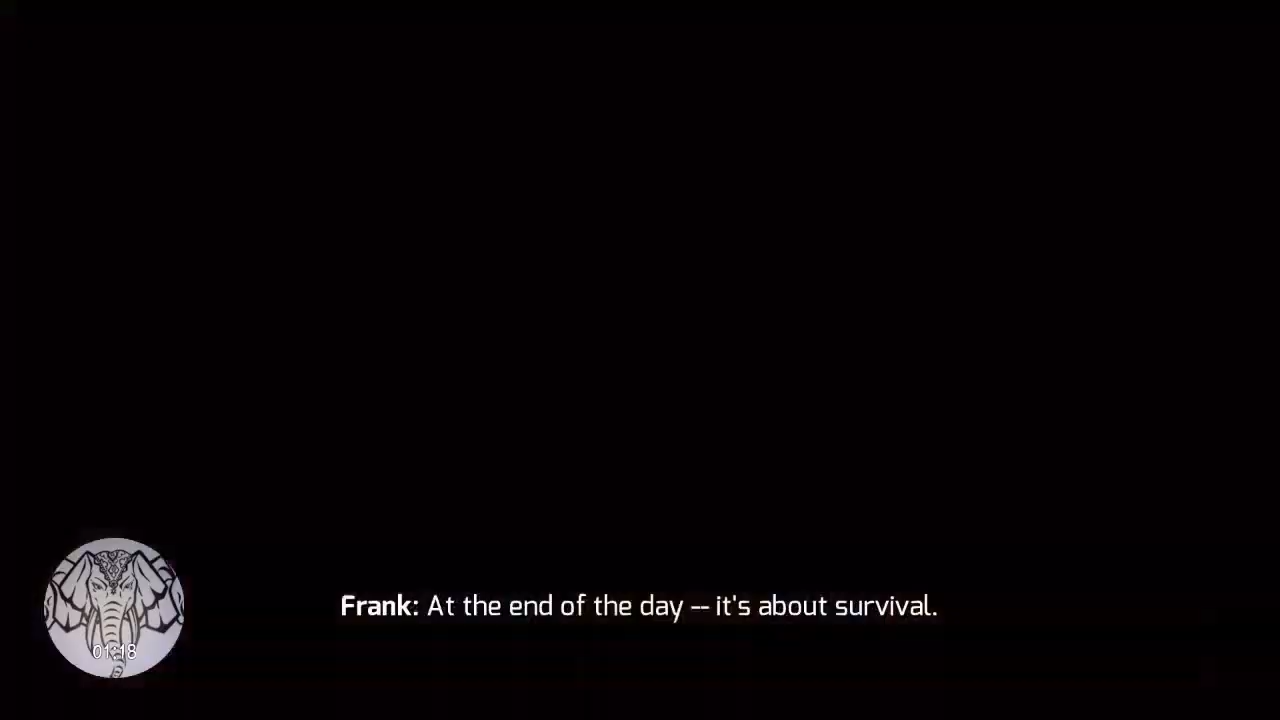 Frank: At the end of the day -- it's about survival.
01:18